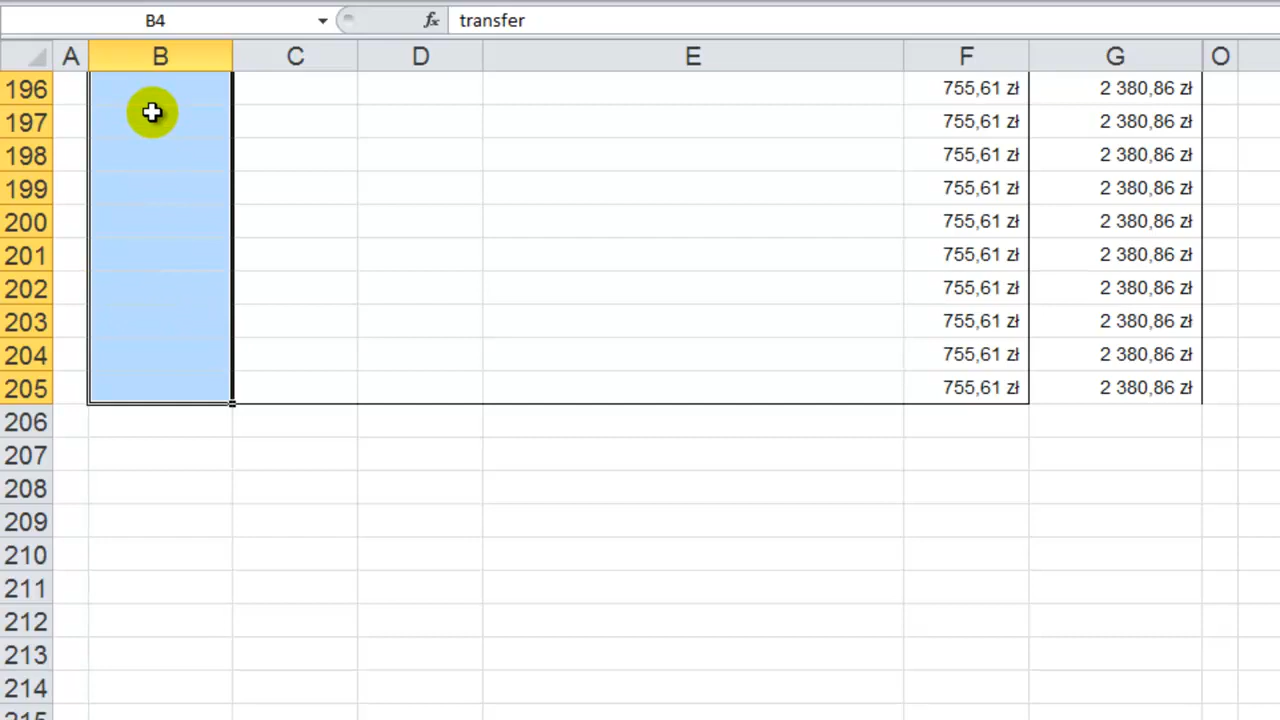 B4 fx transfer
A B C D E F G O
196 755,61 zł 2 380,86 zł
197 755,61 zł 2 380,86 zł
198 755,61 zł 2 380,86 zł
199 755,61 zł 2 380,86 zł
200 755,61 zł 2 380,86 zł
201 755,61 zł 2 380,86 zł
202 755,61 zł 2 380,86 zł
203 755,61 zł 2 380,86 zł
204 755,61 zł 2 380,86 zł
205 755,61 zł 2 380,86 zł
206
207
208
209
210
211
212
213
214
215